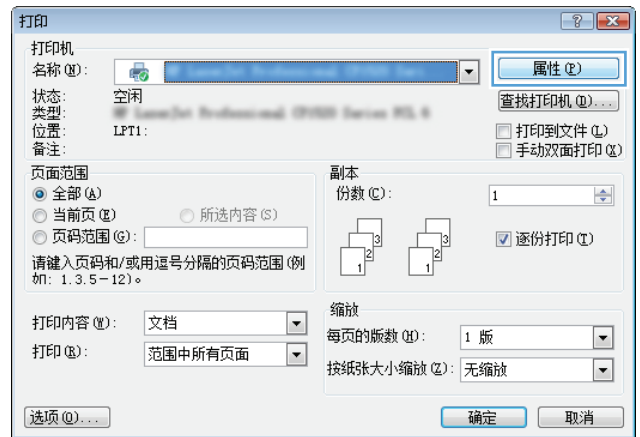 打印
打印机
名称(N):
属性(P)
状态: 空闲
查找打印机(D)...
类型:
位置: LPT1:
打印到文件(L)
备注:
手动双面打印(X)
页面范围
副本
全部(A)
份数(C): 1
当前页(E) 所选内容(S)
页码范围(G):
3 3
2 2
1 1
逐份打印(T)
请键入页码和/或用逗号分隔的页码范围(例
如: 1.3.5-12)。
缩放
打印内容(W): 文档
每页的版数(H): 1 版
打印(R): 范围中所有页面
按纸张大小缩放(Z): 无缩放
选项(O)...
确定 取消